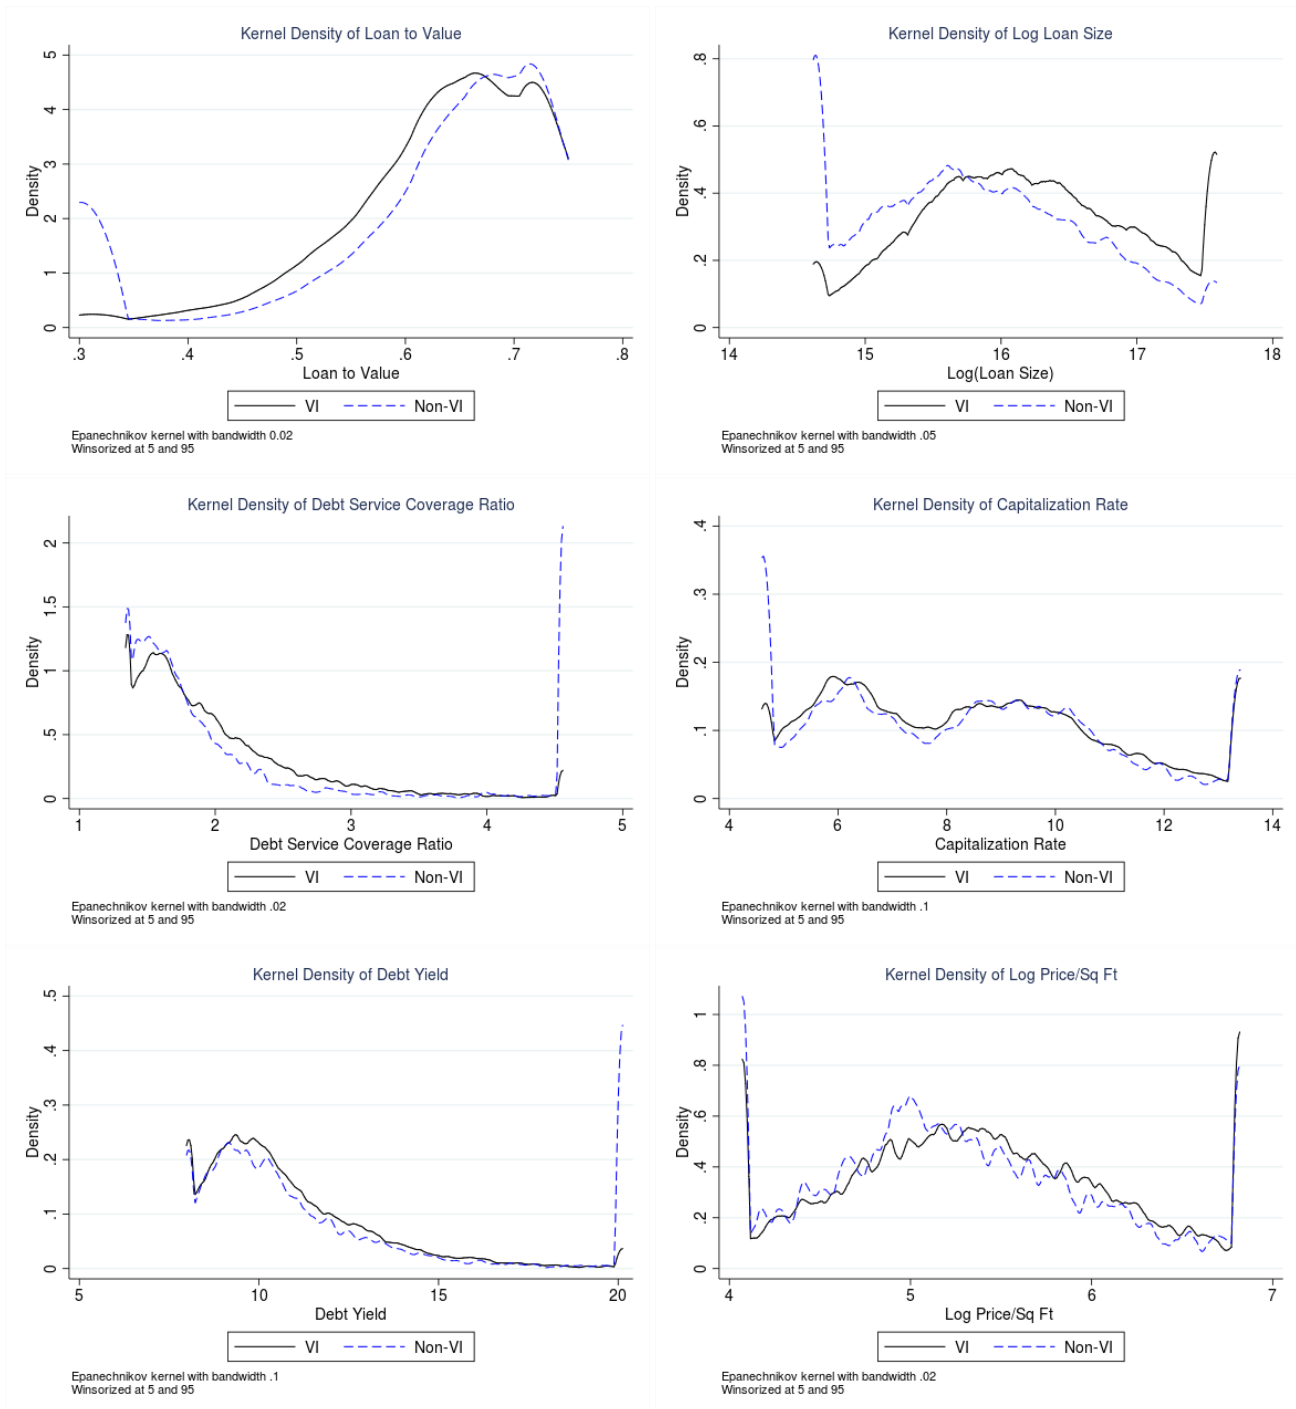 Kernel Density of Loan to Value
Density
0
1
2
3
4
5
.3
.4
.5
.6
.7
.8
Loan to Value
VI
Non-VI
Epanechnikov kernel with bandwidth 0.02
Winsorized at 5 and 95
Kernel Density of Log Loan Size
Density
0
.2
.4
.6
.8
14
15
16
17
18
Log(Loan Size)
VI
Non-VI
Epanechnikov kernel with bandwidth .05
Winsorized at 5 and 95
Kernel Density of Debt Service Coverage Ratio
Density
0
.5
1
1.5
2
1
2
3
4
5
Debt Service Coverage Ratio
VI
Non-VI
Epanechnikov kernel with bandwidth .02
Winsorized at 5 and 95
Kernel Density of Capitalization Rate
Density
0
.1
.2
.3
.4
4
6
8
10
12
14
Capitalization Rate
VI
Non-VI
Epanechnikov kernel with bandwidth .1
Winsorized at 5 and 95
Kernel Density of Debt Yield
Density
0
.1
.2
.3
.4
.5
5
10
15
20
Debt Yield
VI
Non-VI
Epanechnikov kernel with bandwidth .1
Winsorized at 5 and 95
Kernel Density of Log Price/Sq Ft
Density
0
.2
.4
.6
.8
1
4
5
6
7
Log Price/Sq Ft
VI
Non-VI
Epanechnikov kernel with bandwidth .02
Winsorized at 5 and 95